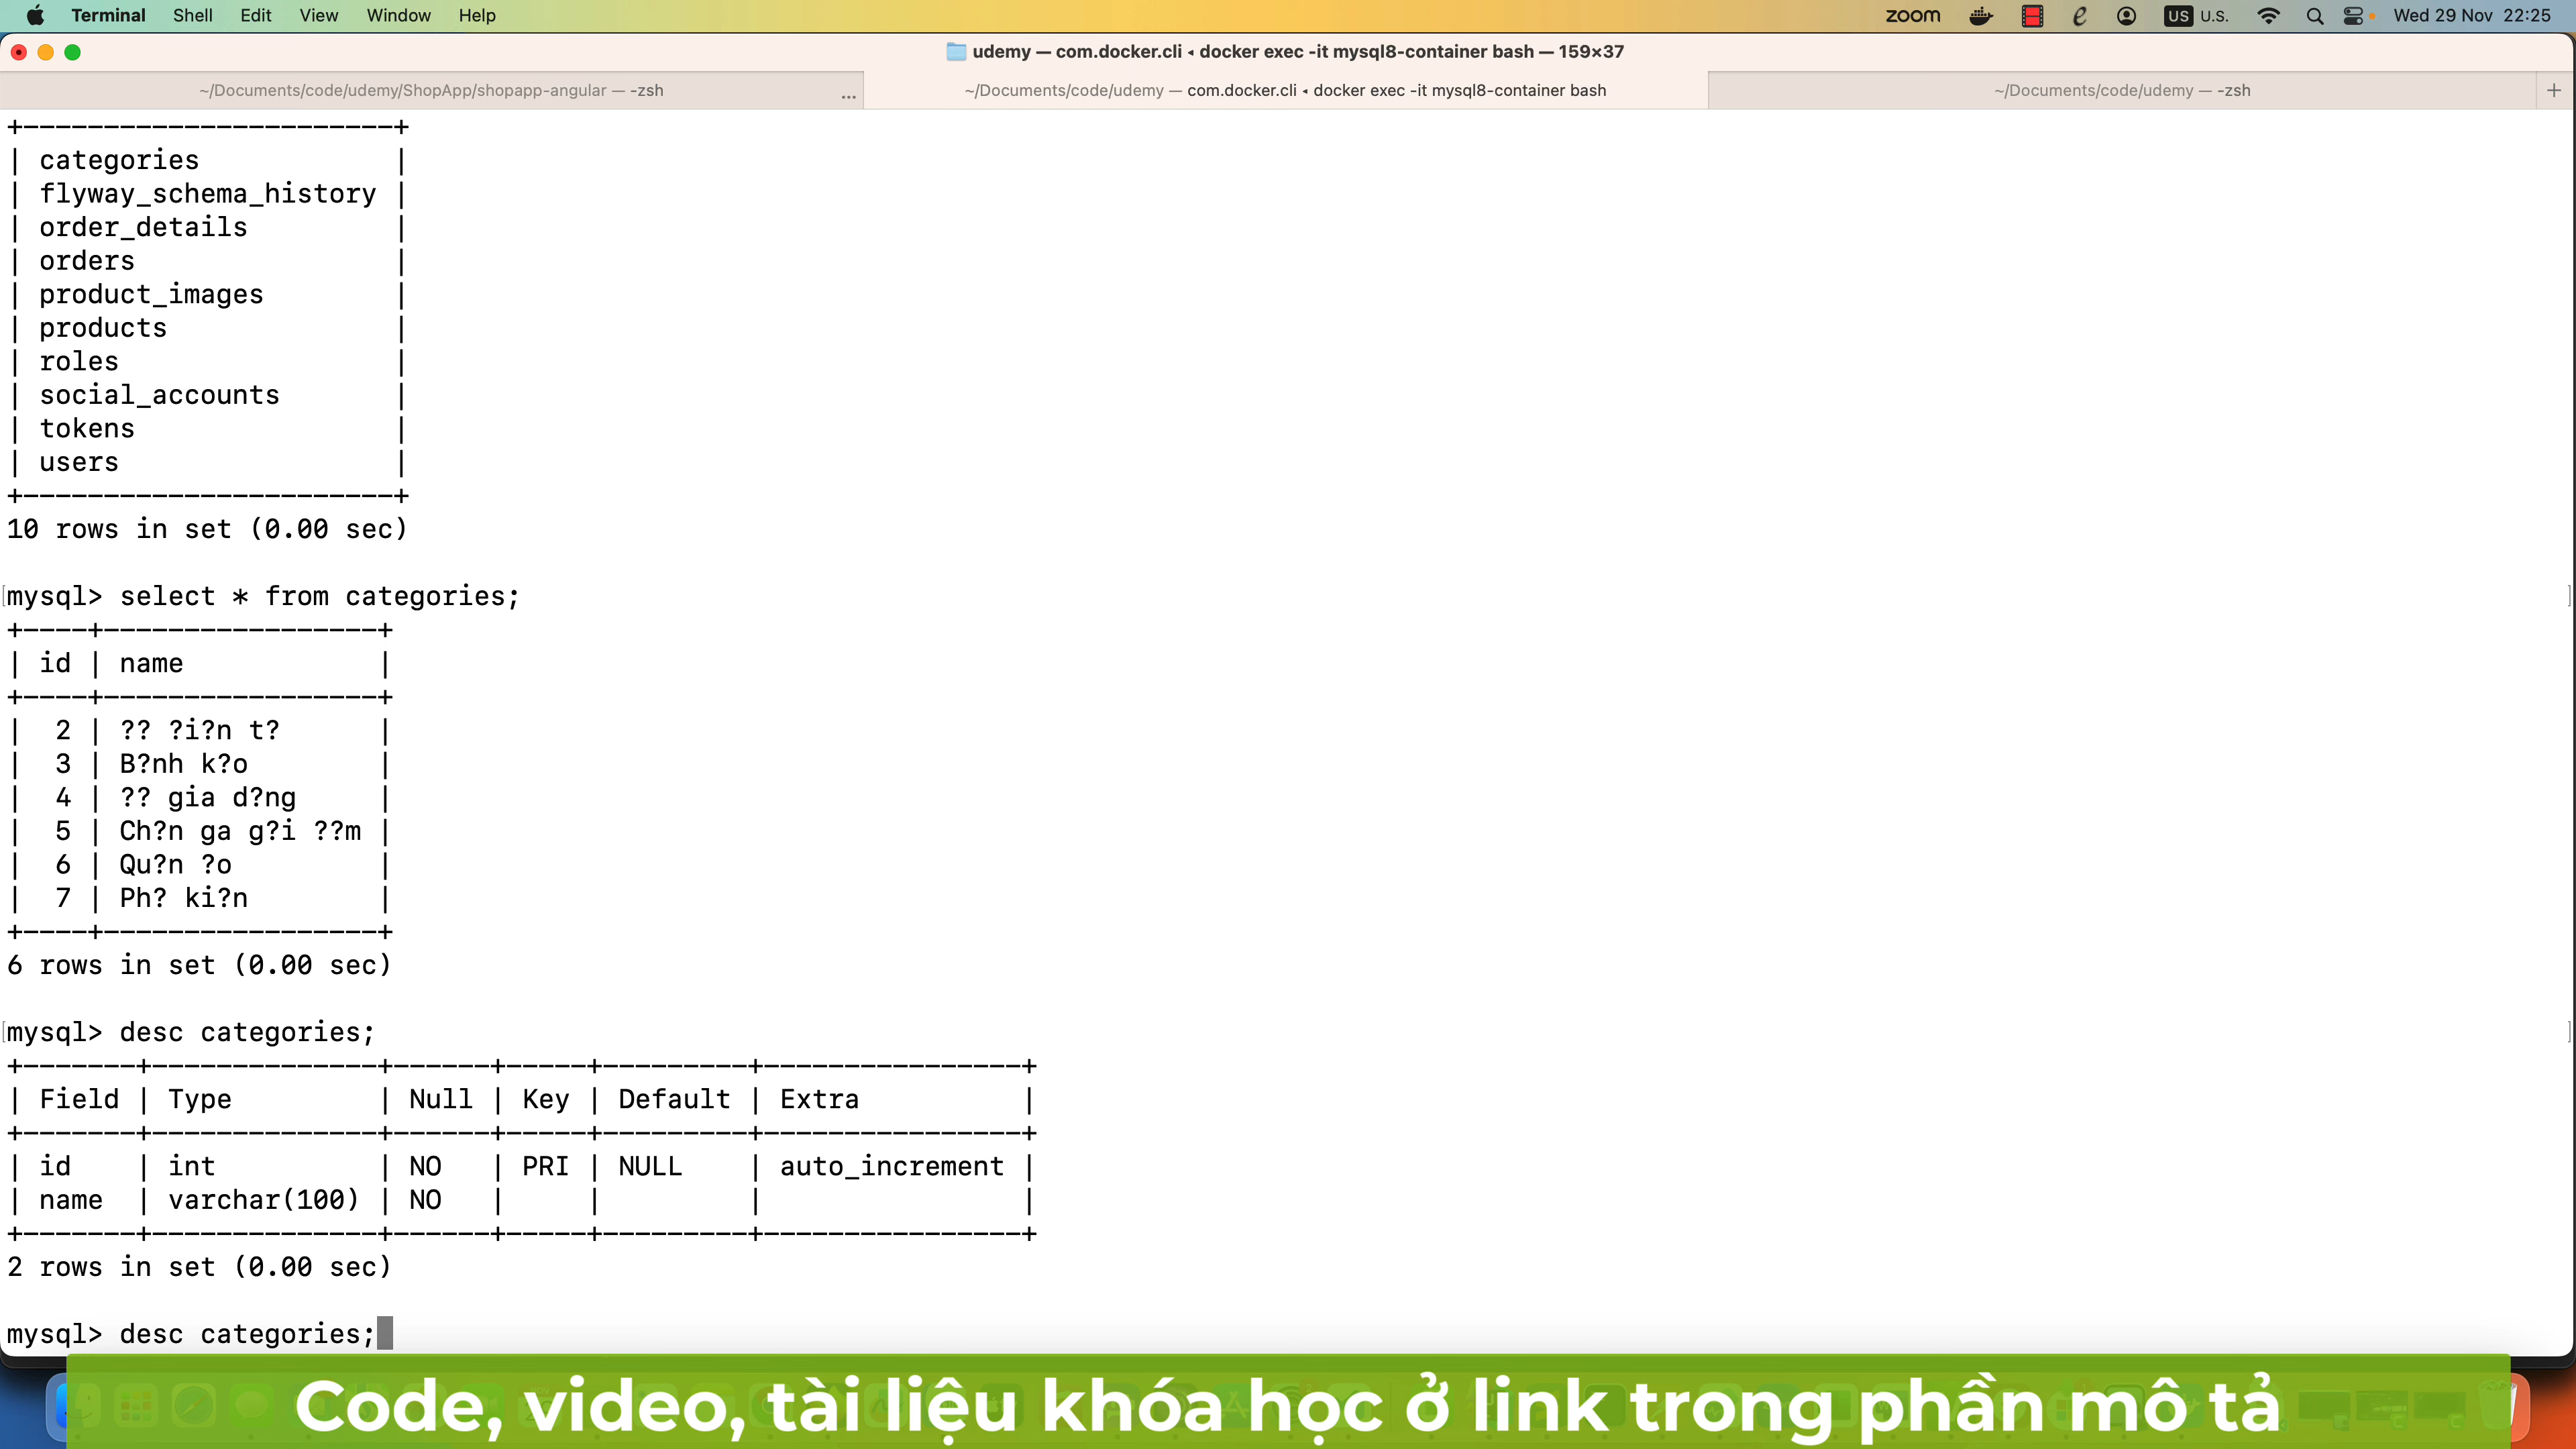 Terminal Shell Edit View Window Help zoom US U.S. Wed 29 Nov 22:25
udemy — com.docker.cli ◂ docker exec -it mysql8-container bash — 159×37
~/Documents/code/udemy/ShopApp/shopapp-angular — -zsh ... ~/Documents/code/udemy — com.docker.cli ◂ docker exec -it mysql8-container bash ~/Documents/code/udemy — -zsh +
+-----------------------+
| categories            |
| flyway_schema_history |
| order_details         |
| orders                |
| product_images        |
| products              |
| roles                 |
| social_accounts       |
| tokens                |
| users                 |
+-----------------------+
10 rows in set (0.00 sec)
[mysql> select * from categories; ]
+----+----------------+
| id | name            |
+----+----------------+
|  2 | ?? ?i?n t?      |
|  3 | B?nh k?o        |
|  4 | ?? gia d?ng     |
|  5 | Ch?n ga g?i ??m |
|  6 | Qu?n ?o         |
|  7 | Ph? ki?n        |
+----+----------------+
6 rows in set (0.00 sec)
[mysql> desc categories; ]
+-------+--------------+------+-----+---------+----------------+
| Field | Type         | Null | Key | Default | Extra          |
+-------+--------------+------+-----+---------+----------------+
| id    | int          | NO   | PRI | NULL    | auto_increment |
| name  | varchar(100) | NO   |     |         |                |
+-------+--------------+------+-----+---------+----------------+
2 rows in set (0.00 sec)
mysql> desc categories;
Code, video, tài liệu khóa học ở link trong phần mô tả